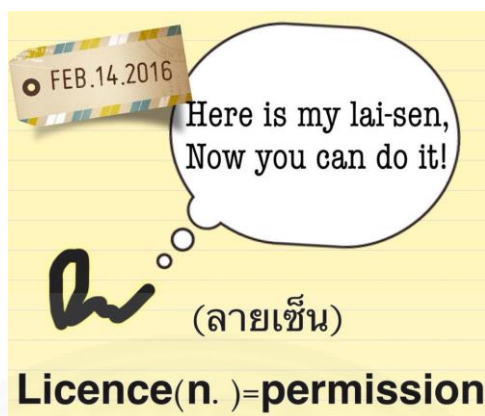 FEB.14.2016
Here is my lai-sen,
Now you can do it!
(ลายเซ็น)
Licence(n. )=permission